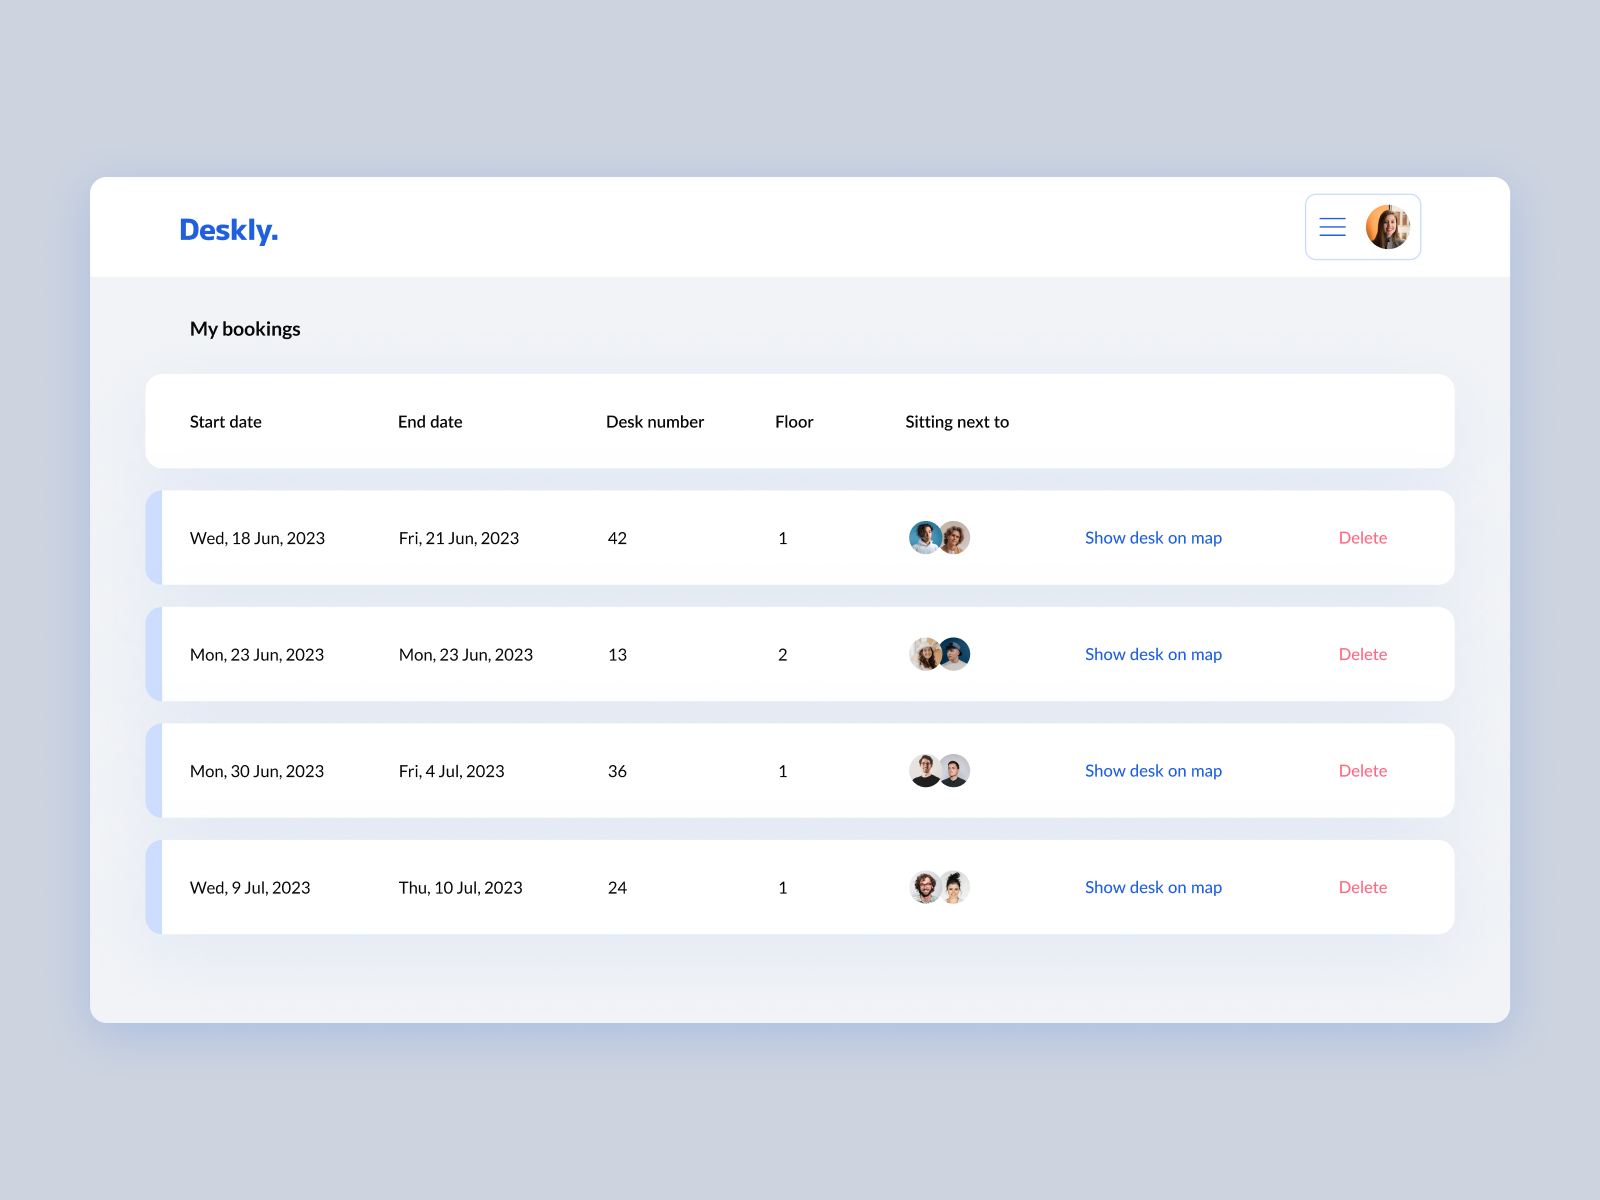 Deskly.
My bookings
Start date End date Desk number Floor Sitting next to
Wed, 18 Jun, 2023 Fri, 21 Jun, 2023 42 1 Show desk on map Delete
Mon, 23 Jun, 2023 Mon, 23 Jun, 2023 13 2 Show desk on map Delete
Mon, 30 Jun, 2023 Fri, 4 Jul, 2023 36 1 Show desk on map Delete
Wed, 9 Jul, 2023 Thu, 10 Jul, 2023 24 1 Show desk on map Delete